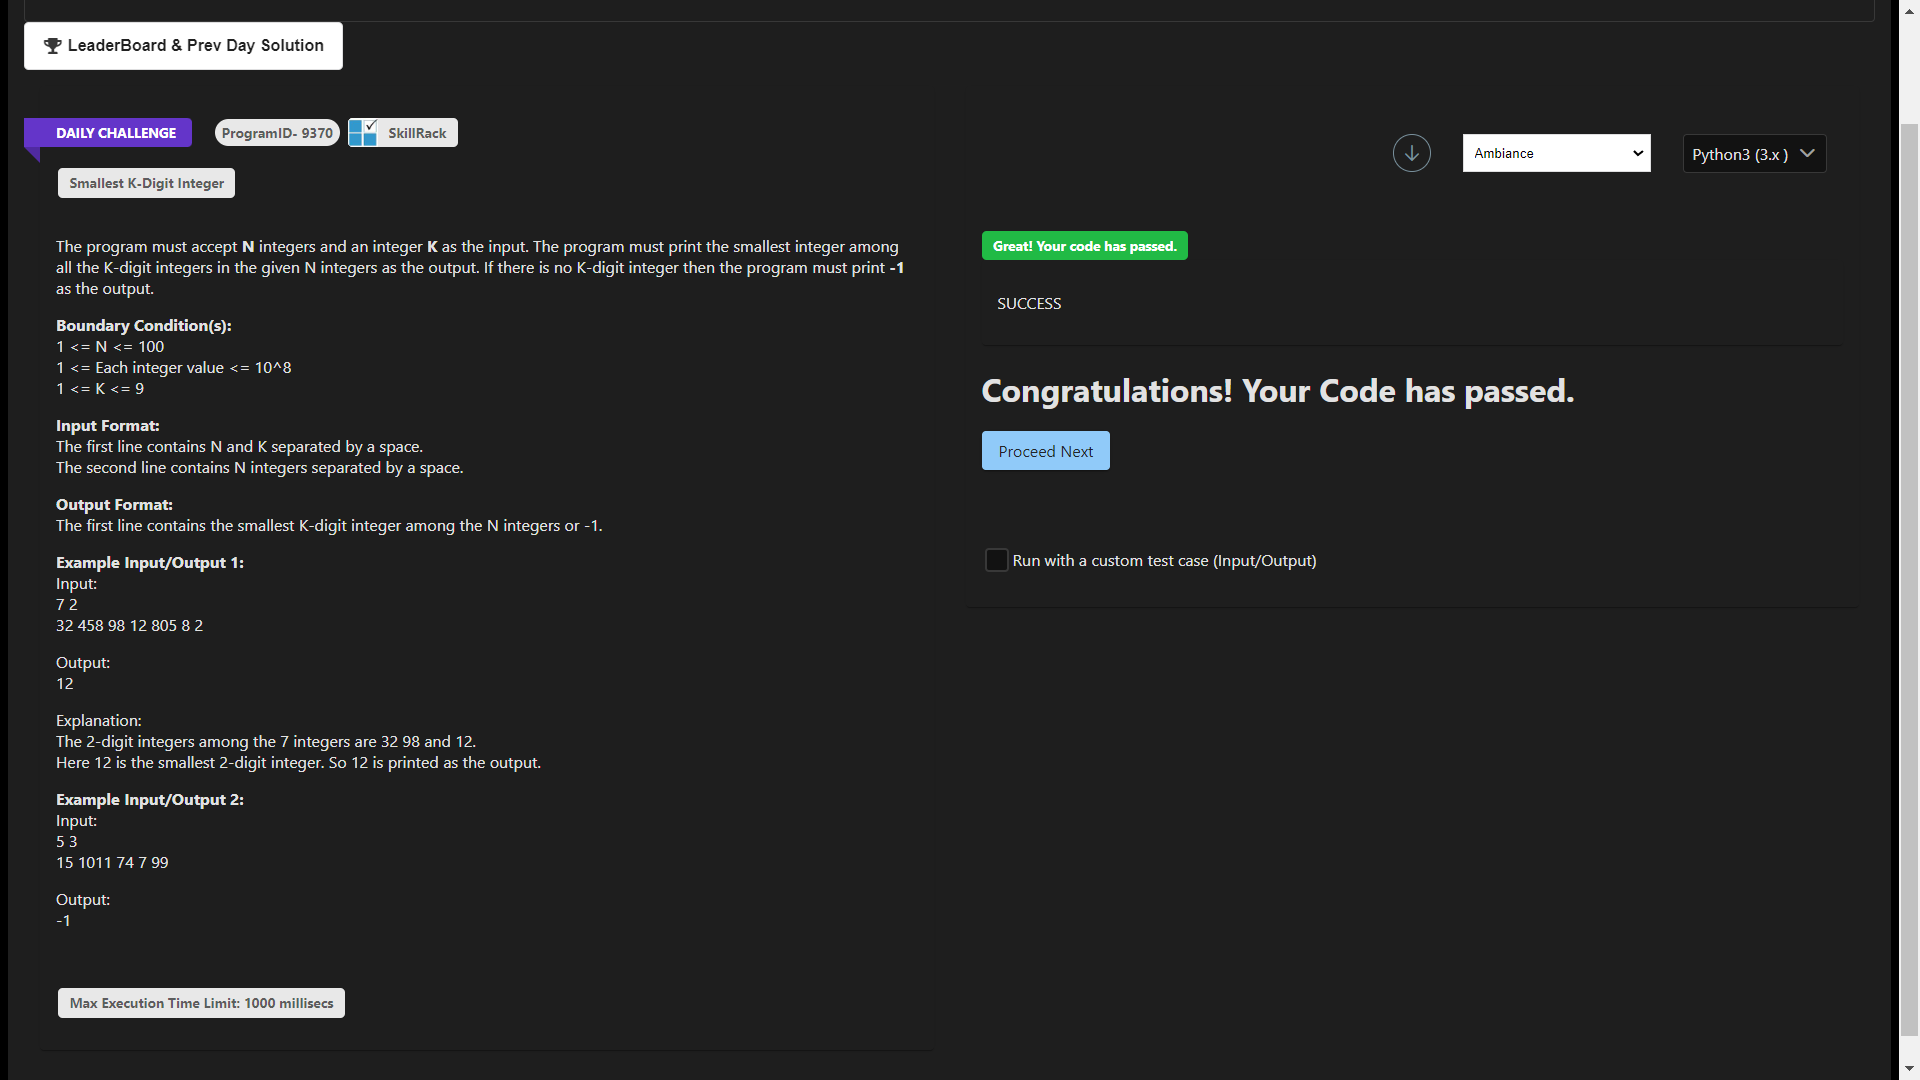 LeaderBoard & Prev Day Solution
DAILY CHALLENGE
ProgramID- 9370
SkillRack
Smallest K-Digit Integer
Ambiance
Python3 (3.x )
The program must accept N integers and an integer K as the input. The program must print the smallest integer among
all the K-digit integers in the given N integers as the output. If there is no K-digit integer then the program must print -1
as the output.
Boundary Condition(s):
1 <= N <= 100
1 <= Each integer value <= 10^8
1 <= K <= 9
Input Format:
The first line contains N and K separated by a space.
The second line contains N integers separated by a space.
Output Format:
The first line contains the smallest K-digit integer among the N integers or -1.
Example Input/Output 1:
Input:
7 2
32 458 98 12 805 8 2
Output:
12
Explanation:
The 2-digit integers among the 7 integers are 32 98 and 12.
Here 12 is the smallest 2-digit integer. So 12 is printed as the output.
Example Input/Output 2:
Input:
5 3
15 1011 74 7 99
Output:
-1
Max Execution Time Limit: 1000 millisecs
Great! Your code has passed.
SUCCESS
Congratulations! Your Code has passed.
Proceed Next
Run with a custom test case (Input/Output)